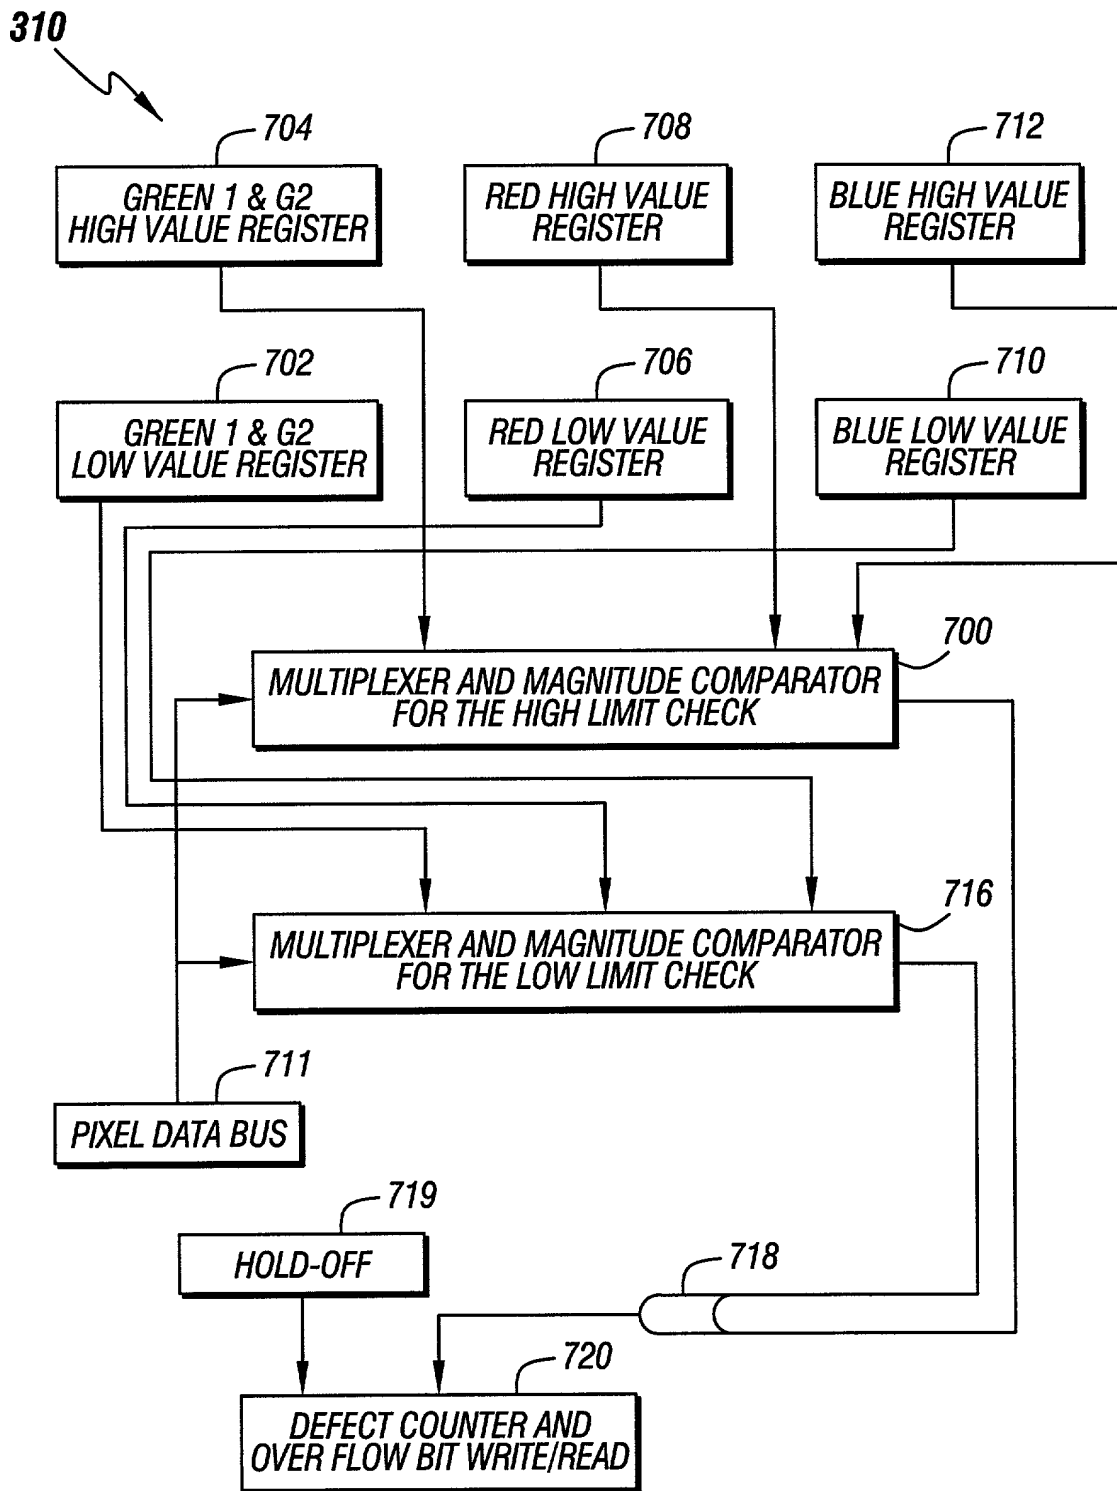 310
704
708
712
GREEN 1 & G2
HIGH VALUE REGISTER
RED HIGH VALUE
REGISTER
BLUE HIGH VALUE
REGISTER
702
706
710
GREEN 1 & G2
LOW VALUE REGISTER
RED LOW VALUE
REGISTER
BLUE LOW VALUE
REGISTER
700
MULTIPLEXER AND MAGNITUDE COMPARATOR
FOR THE HIGH LIMIT CHECK
716
MULTIPLEXER AND MAGNITUDE COMPARATOR
FOR THE LOW LIMIT CHECK
711
PIXEL DATA BUS
719
HOLD-OFF
718
720
DEFECT COUNTER AND
OVER FLOW BIT WRITE/READ